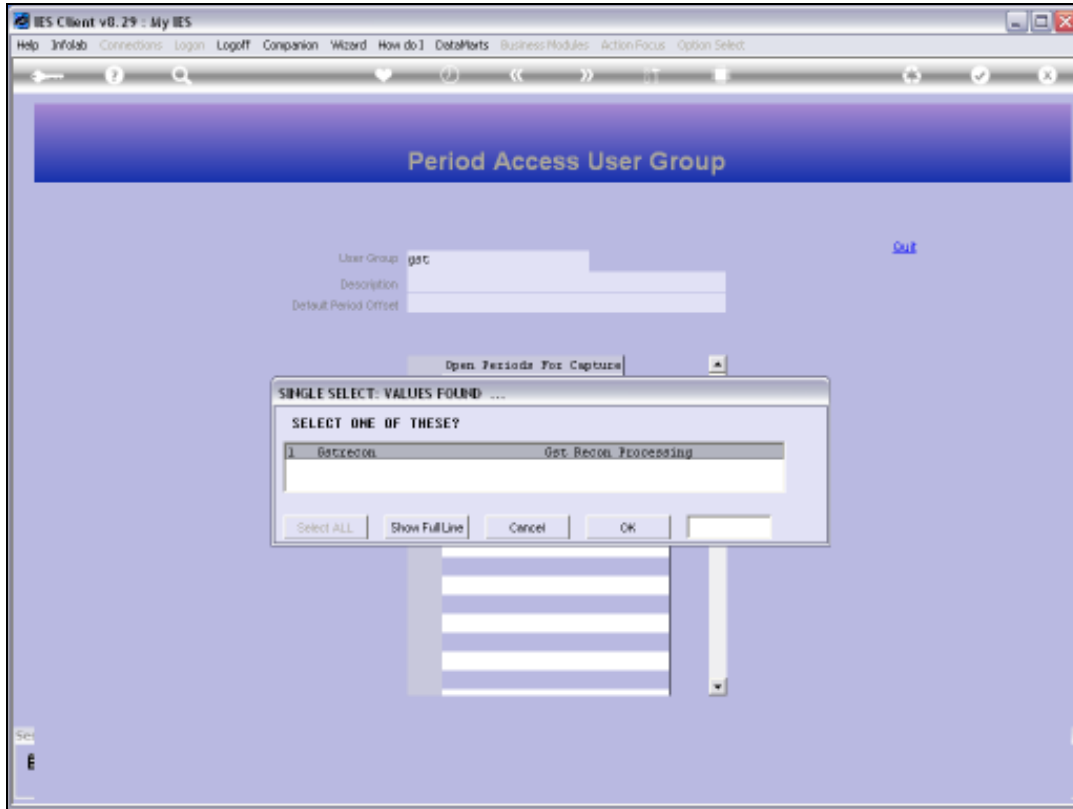 IES Client v8.29 : My IES
Help Infolab Connections Logon Logoff Companion Wizard How do I DataMarts Business Modules Action Focus Option Select
Period Access User Group
Quit
User Group gst
Description
Default Period Offset
Open Periods For Capture
SINGLE SELECT: VALUES FOUND ...
SELECT ONE OF THESE?
1 Gstrecon Gst Recon Processing
Select ALL Show Full Line Cancel OK